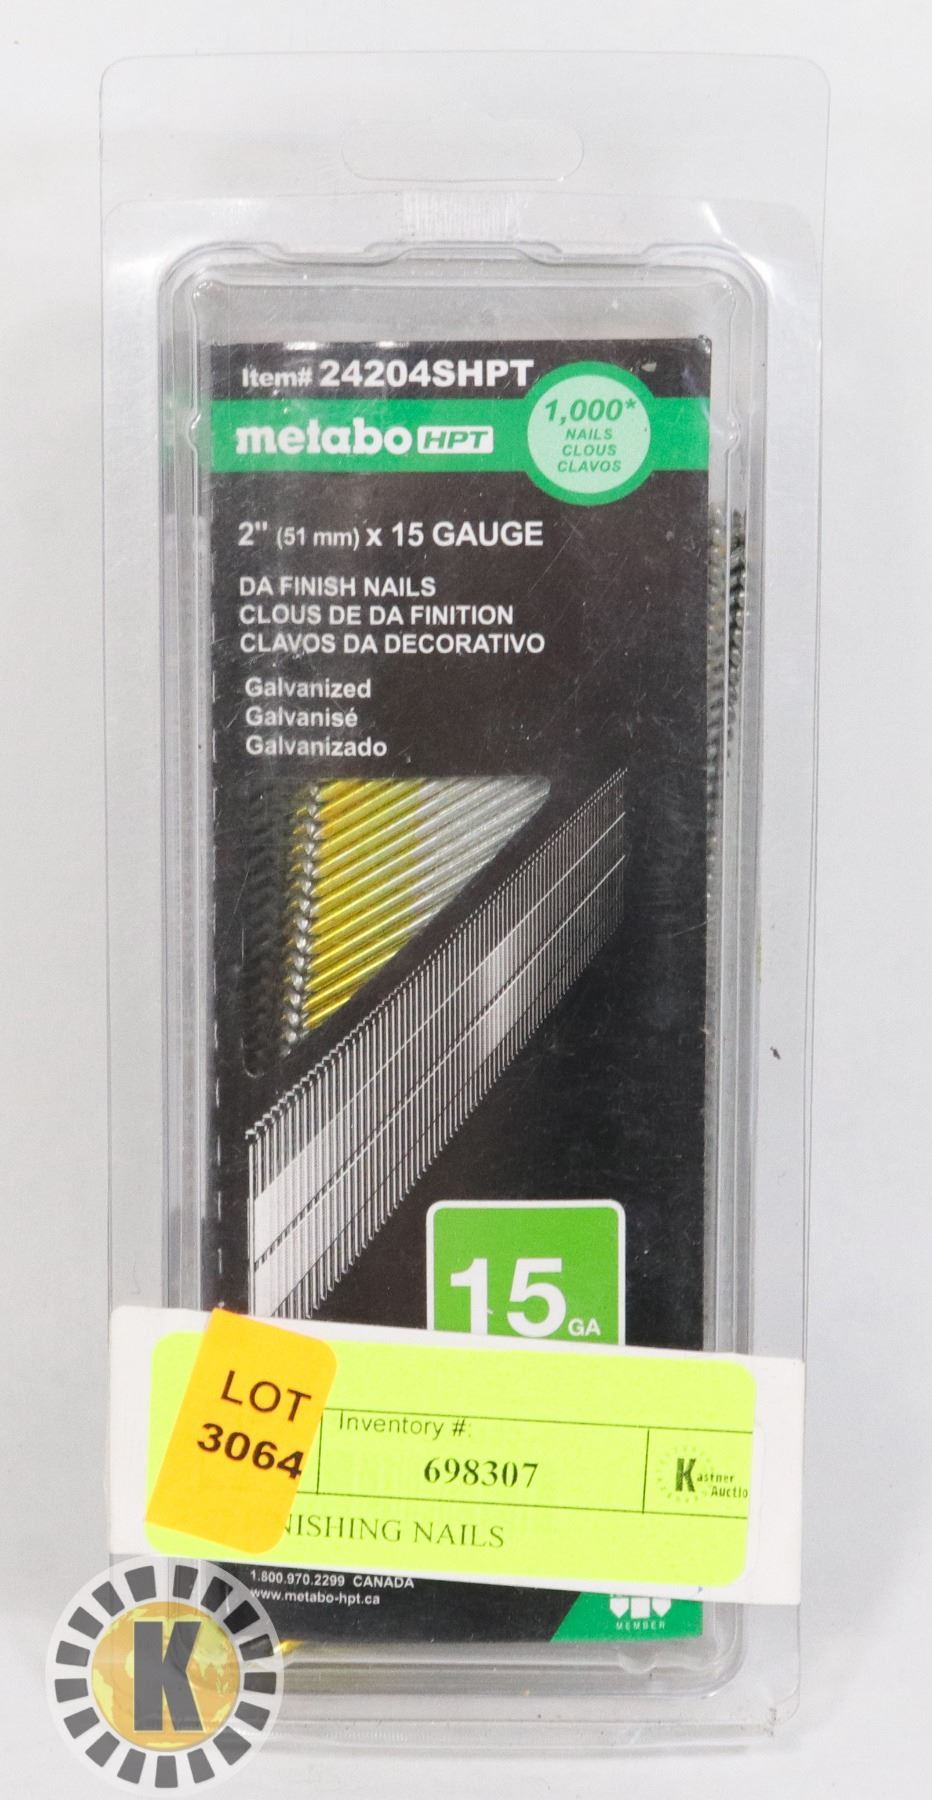 Item# 24204SHPT
metabo HPT
1,000*
NAILS
CLOUS
CLAVOS
2" (51 mm) x 15 GAUGE
DA FINISH NAILS
CLOUS DE DA FINITION
CLAVOS DA DECORATIVO
Galvanized
Galvanisé
Galvanizado
15 GA
LOT
3064
Inventory #:
698307
Kastner
Auctio
NISHING NAILS
1.800.970.2299 CANADA
www.metabo-hpt.ca
MEMBER
K